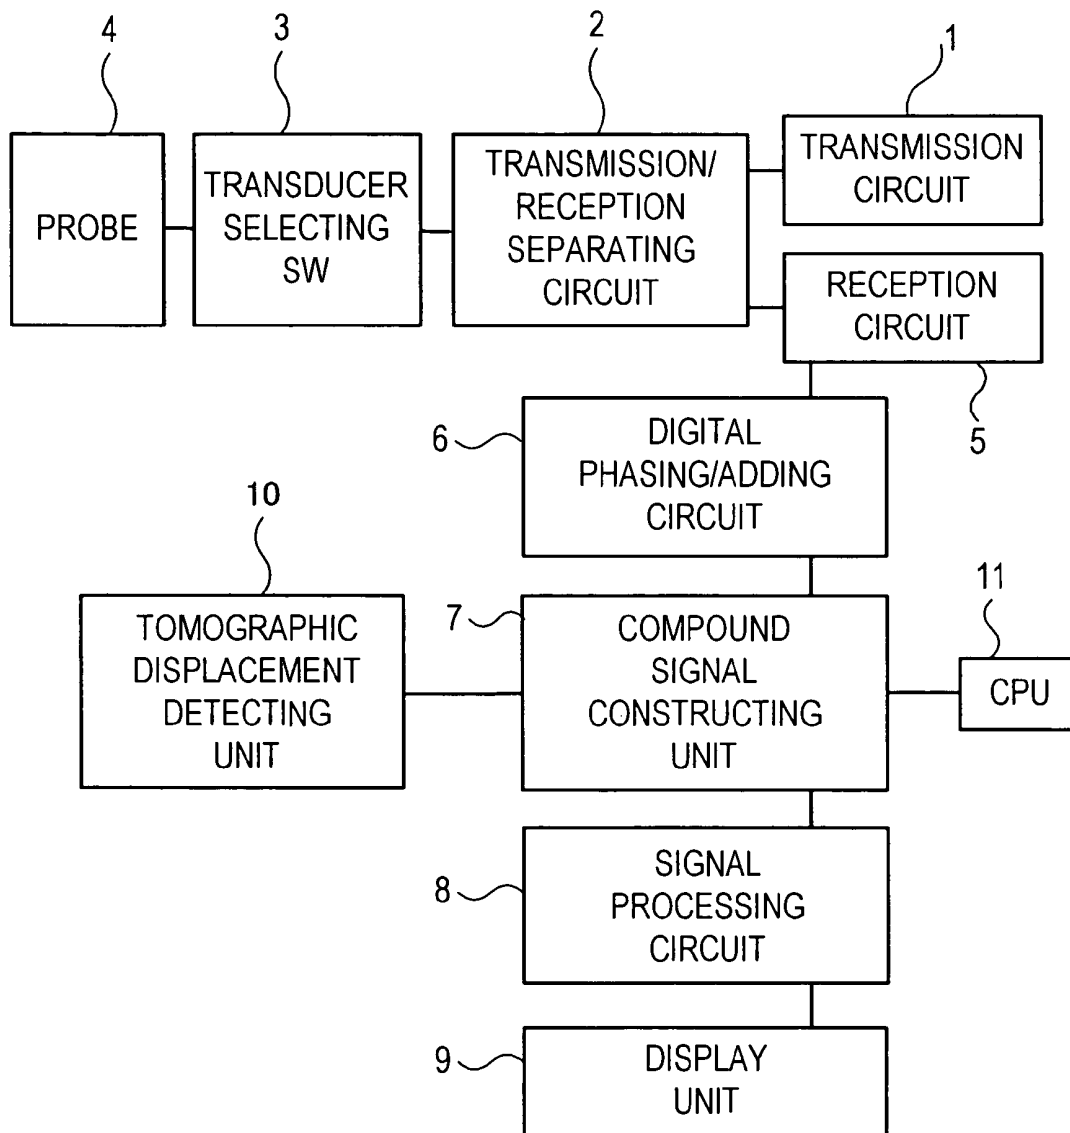 4
3
2
1
PROBE
TRANSDUCER
SELECTING
SW
TRANSMISSION/
RECEPTION
SEPARATING
CIRCUIT
TRANSMISSION
CIRCUIT
RECEPTION
CIRCUIT
5
6
DIGITAL
PHASING/ADDING
CIRCUIT
10
TOMOGRAPHIC
DISPLACEMENT
DETECTING
UNIT
7
COMPOUND
SIGNAL
CONSTRUCTING
UNIT
11
CPU
8
SIGNAL
PROCESSING
CIRCUIT
9
DISPLAY
UNIT